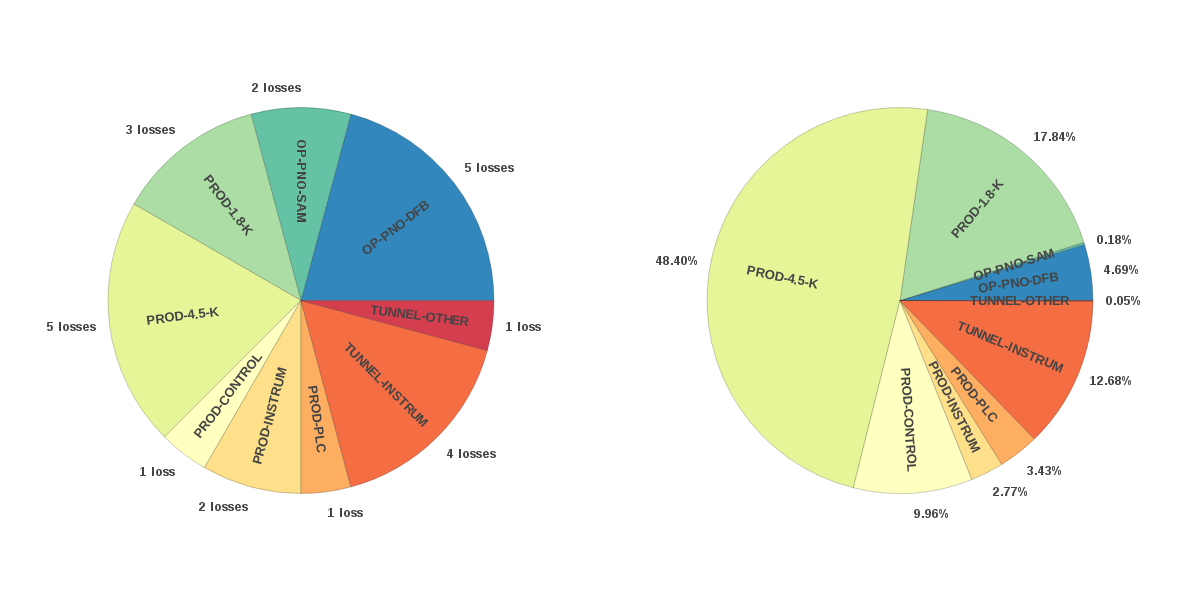 2 losses
3 losses
5 losses
OP-PNO-SAM
OP-PNO-DFB
PROD-1.8-K
PROD-4.5-K
5 losses
TUNNEL-OTHER
1 loss
PROD-CONTROL
PROD-INSTRUM
PROD-PLC
TUNNEL-INSTRUM
4 losses
1 loss
2 losses
1 loss
17.84%
PROD-1.8-K
0.18%
48.40%
PROD-4.5-K
OP-PNO-SAM
4.69%
OP-PNO-DFB
TUNNEL-OTHER
0.05%
TUNNEL-INSTRUM
12.68%
PROD-PLC
PROD-INSTRUM
PROD-CONTROL
3.43%
2.77%
9.96%